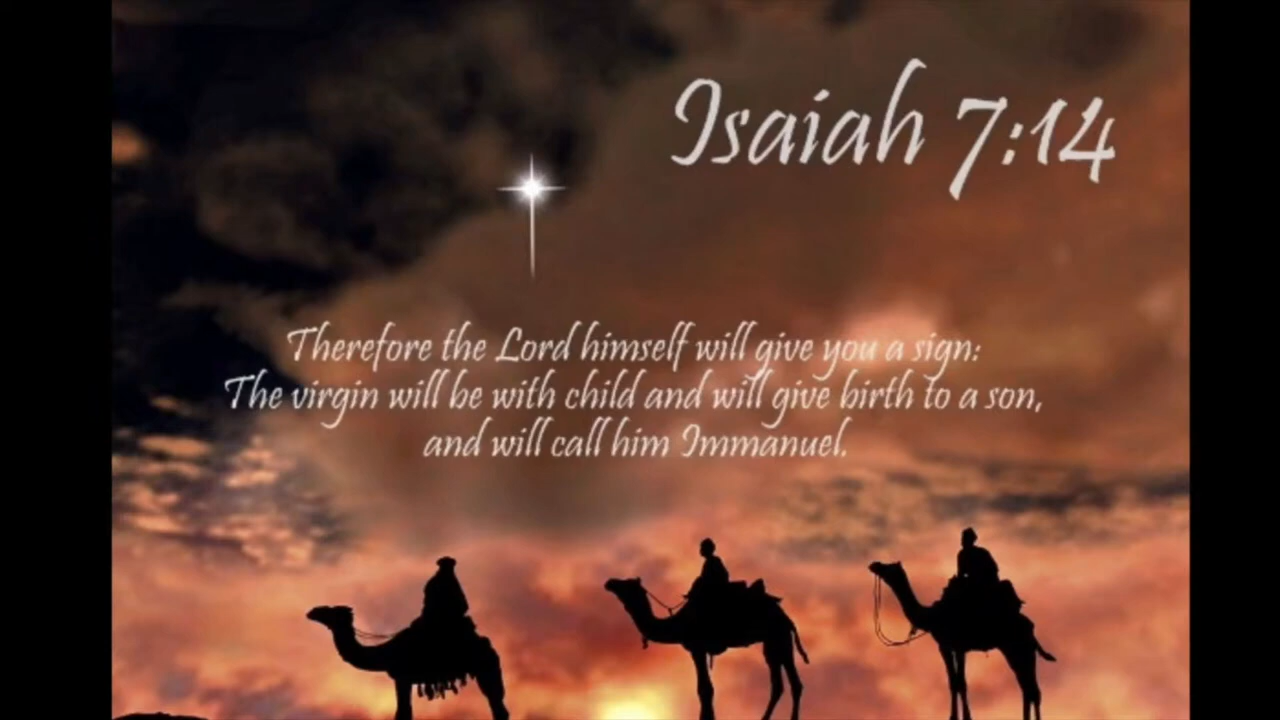 Isaiah 7:14
Therefore the Lord himself will give you a sign:
The virgin will be with child and will give birth to a son,
and will call him Immanuel.